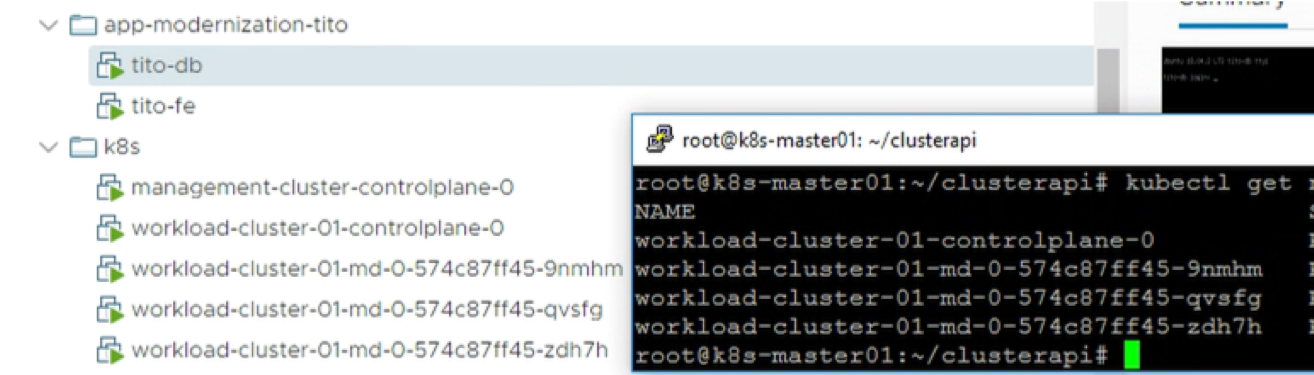 app-modernization-tito
tito-db
tito-fe
k8s
management-cluster-controlplane-0
workload-cluster-01-controlplane-0
workload-cluster-01-md-0-574c87ff45-9nmhm
workload-cluster-01-md-0-574c87ff45-qvsfg
workload-cluster-01-md-0-574c87ff45-zdh7h
Summary
root@k8s-master01: ~/clusterapi
root@k8s-master01:~/clusterapi# kubectl get
NAME
workload-cluster-01-controlplane-0
workload-cluster-01-md-0-574c87ff45-9nmhm
workload-cluster-01-md-0-574c87ff45-qvsfg
workload-cluster-01-md-0-574c87ff45-zdh7h
root@k8s-master01:~/clusterapi#